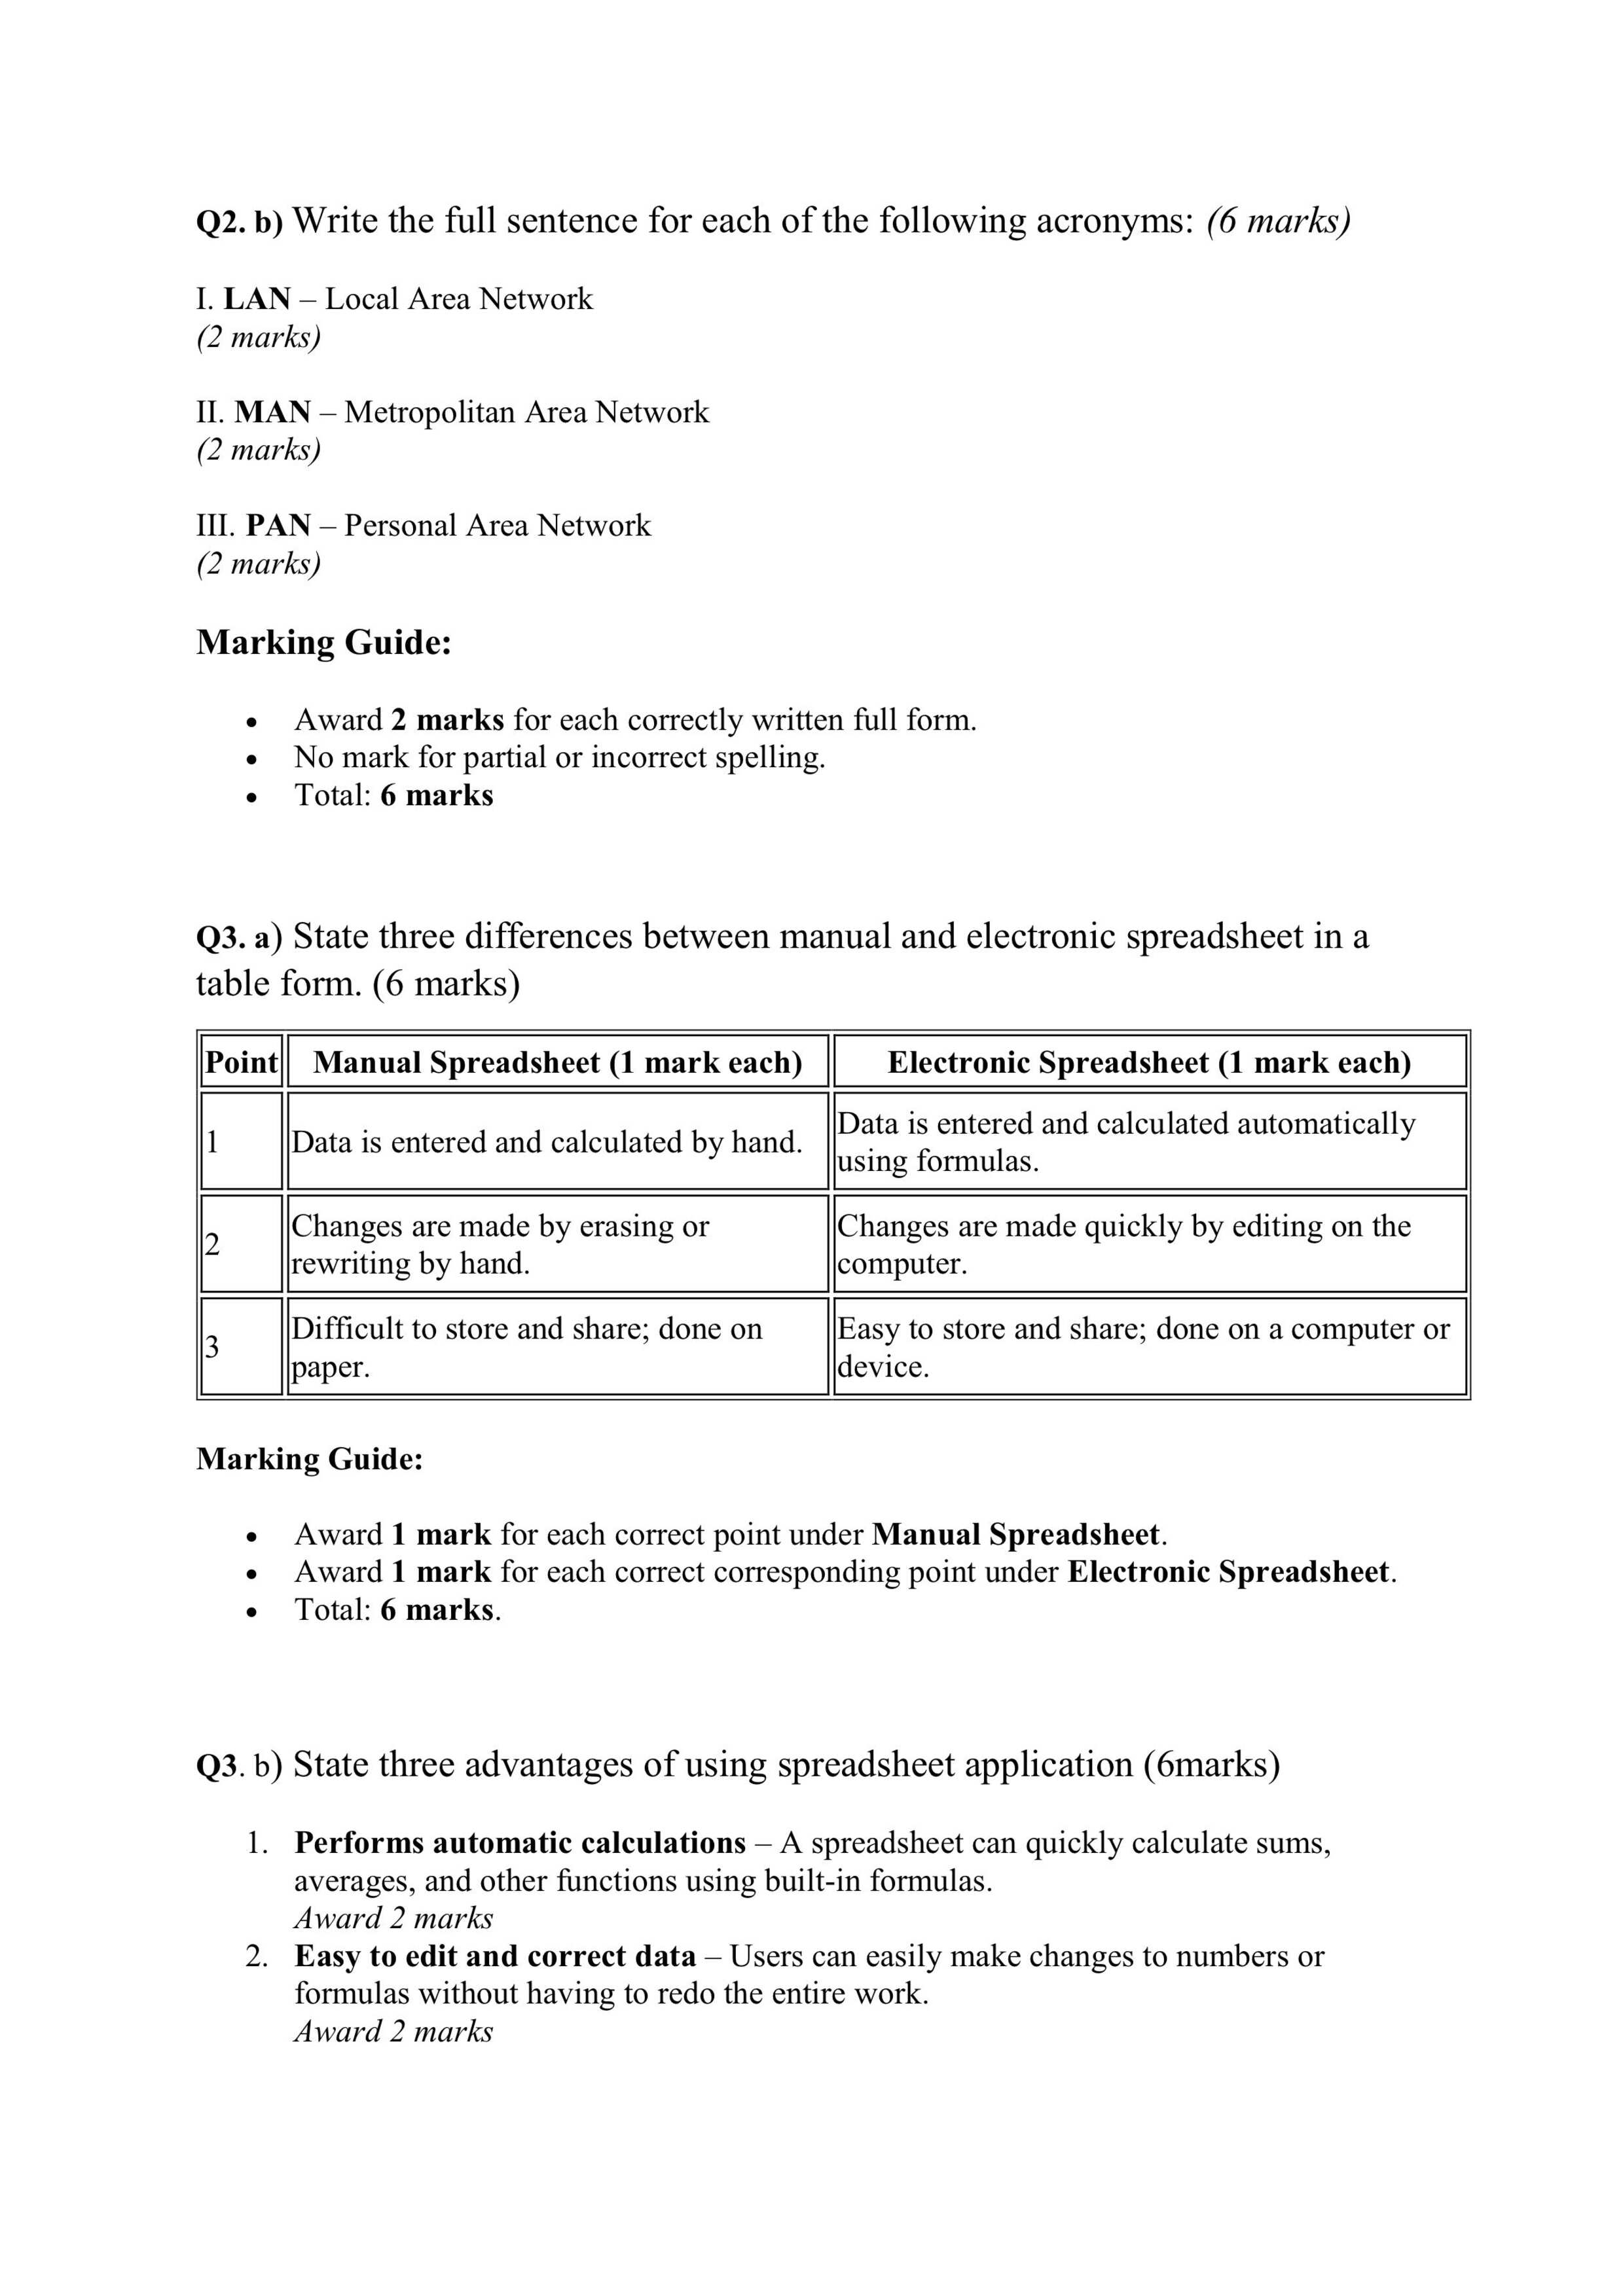 Q2. b) Write the full sentence for each of the following acronyms: (6 marks)
I. LAN – Local Area Network
(2 marks)
II. MAN – Metropolitan Area Network
(2 marks)
III. PAN – Personal Area Network
(2 marks)
Marking Guide:
• Award 2 marks for each correctly written full form.
• No mark for partial or incorrect spelling.
• Total: 6 marks
Q3. a) State three differences between manual and electronic spreadsheet in a
table form. (6 marks)
Point Manual Spreadsheet (1 mark each) Electronic Spreadsheet (1 mark each)
1 Data is entered and calculated by hand. Data is entered and calculated automatically
using formulas.
2 Changes are made by erasing or
rewriting by hand. Changes are made quickly by editing on the
computer.
3 Difficult to store and share; done on
paper. Easy to store and share; done on a computer or
device.
Marking Guide:
• Award 1 mark for each correct point under Manual Spreadsheet.
• Award 1 mark for each correct corresponding point under Electronic Spreadsheet.
• Total: 6 marks.
Q3. b) State three advantages of using spreadsheet application (6marks)
1. Performs automatic calculations – A spreadsheet can quickly calculate sums,
averages, and other functions using built-in formulas.
Award 2 marks
2. Easy to edit and correct data – Users can easily make changes to numbers or
formulas without having to redo the entire work.
Award 2 marks